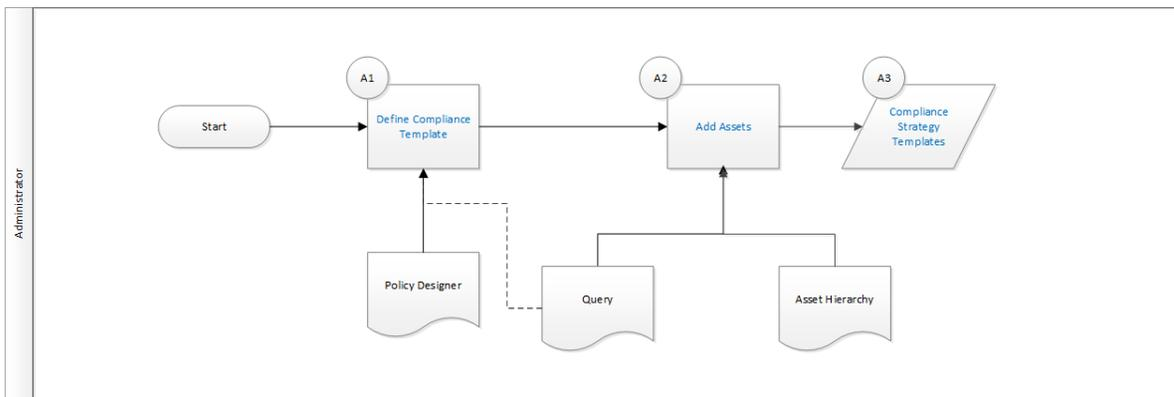 Administrator
A1
A2
A3
Start
Define Compliance
Template
Add Assets
Compliance
Strategy
Templates
Policy Designer
Query
Asset Hierarchy